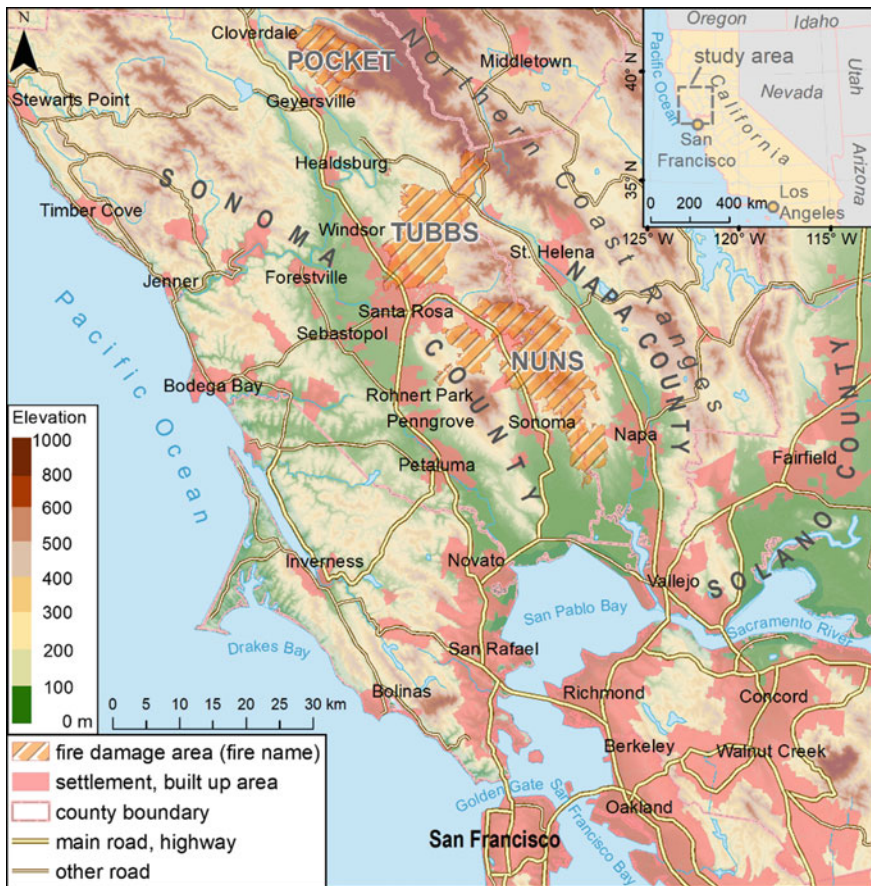 N
Cloverdale
POCKET
Northern Coast Ranges
Middletown
Stewarts Point
Geyersville
Healdsburg
SONOMA COUNTY
Timber Cove
Windsor
TUBBS
St. Helena
NAPA COUNTY
Jenner
Forestville
Santa Rosa
Sebastopol
NUNS
Bodega Bay
Rohnert Park
Penngrove
Sonoma
Napa
Petaluma
Fairfield
SOLANO COUNTY
Pacific Ocean
Inverness
Novato
Vallejo
San Pablo Bay
Sacramento River
Drakes Bay
San Rafael
Bolinas
Richmond
Concord
Berkeley
Walnut Creek
Golden Gate
San Francisco Bay
Oakland
San Francisco
Oregon
Idaho
Pacific Ocean
study area
California
Nevada
Utah
San Francisco
Arizona
Los Angeles
0 200 400 km
40° N
35° N
125° W
120° W
115° W
Elevation
1000
800
600
500
400
300
200
100
0 m
0 5 10 15 20 25 30 km
fire damage area (fire name)
settlement, built up area
county boundary
main road, highway
other road